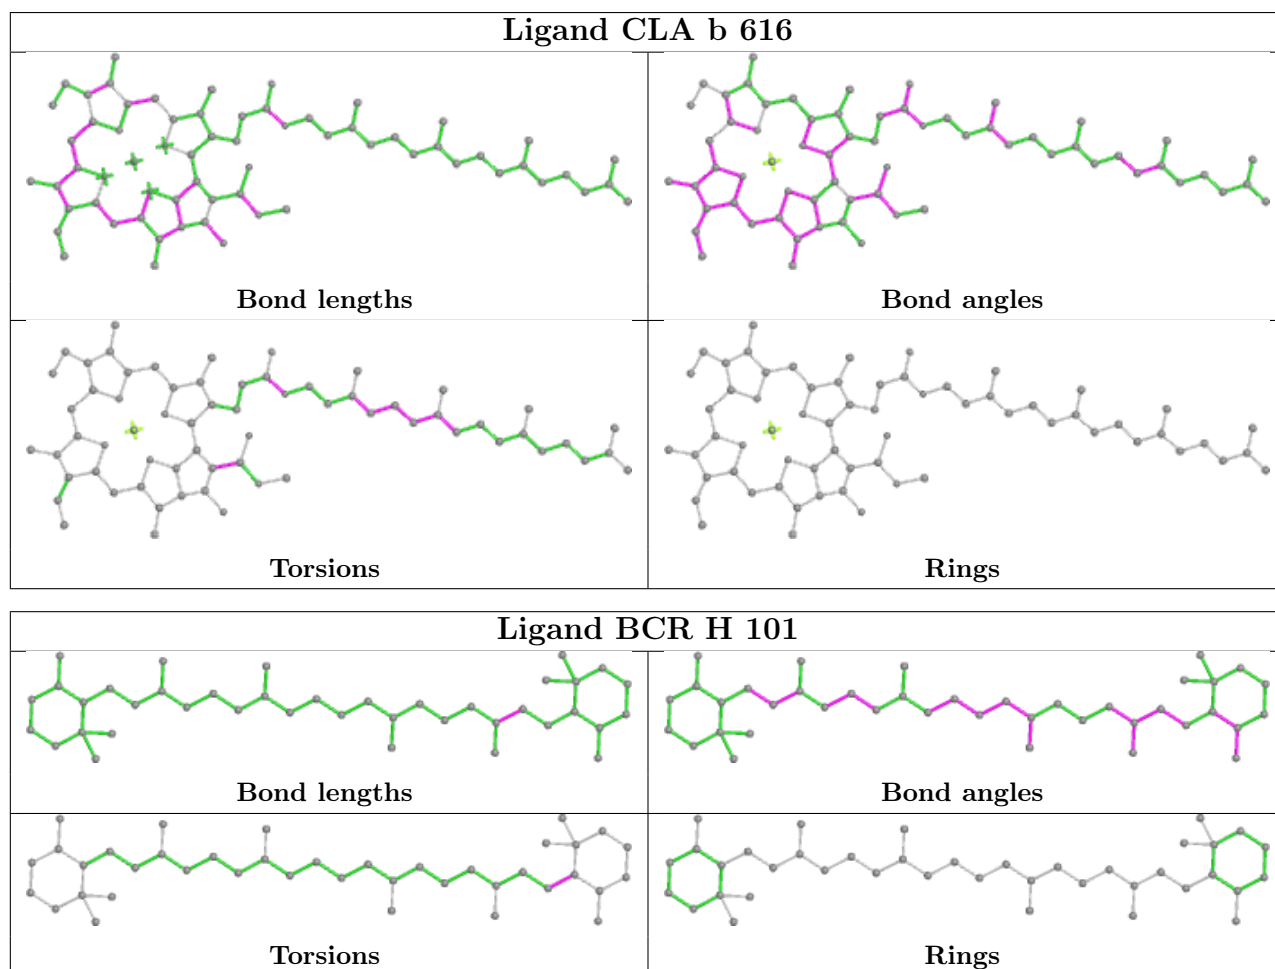 Ligand CLA b 616
Bond lengths
Bond angles
Torsions
Rings
Ligand BCR H 101
Bond lengths
Bond angles
Torsions
Rings